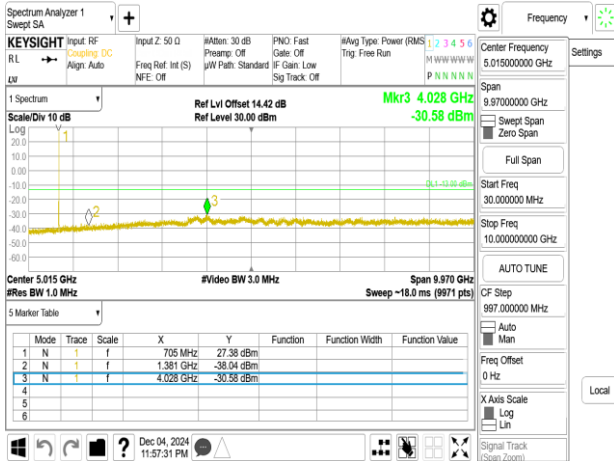 Spectrum Analyzer 1
Swept SA
Frequency
KEYSIGHT
RL
Input: RF
Coupling: DC
Align: Auto
Input Z: 50 Ω
Freq Ref: Int (S)
NFE: Off
#Atten: 30 dB
Preamp: Off
µW Path: Standard
PNO: Fast
Gate: Off
IF Gain: Low
Sig Track: Off
#Avg Type: Power (RMS
Trig: Free Run
1 2 3 4 5 6
M W W W W W
P N N N N N
1 Spectrum
Scale/Div 10 dB
Ref Lvl Offset 14.42 dB
Ref Level 30.00 dBm
Mkr3 4.028 GHz
-30.58 dBm
Log
20.0
10.0
0.00
-10.0
-20.0
-30.0
-40.0
-50.0
-60.0
1
2
3
DL1 -13.00 dBm
Center 5.015 GHz
#Res BW 1.0 MHz
#Video BW 3.0 MHz
Span 9.970 GHz
Sweep ~18.0 ms (9971 pts)
5 Marker Table
Mode Trace Scale X Y Function Function Width Function Value
1 N 1 f 705 MHz 27.38 dBm
2 N 1 f 1.381 GHz -38.04 dBm
3 N 1 f 4.028 GHz -30.58 dBm
4
5
6
Dec 04, 2024
11:57:31 PM
Center Frequency
5.015000000 GHz
Span
9.97000000 GHz
Swept Span
Zero Span
Full Span
Start Freq
30.000000 MHz
Stop Freq
10.000000000 GHz
AUTO TUNE
CF Step
997.000000 MHz
Auto
Man
Freq Offset
0 Hz
X Axis Scale
Log
Lin
Signal Track
(Span Zoom)
Settings
Local